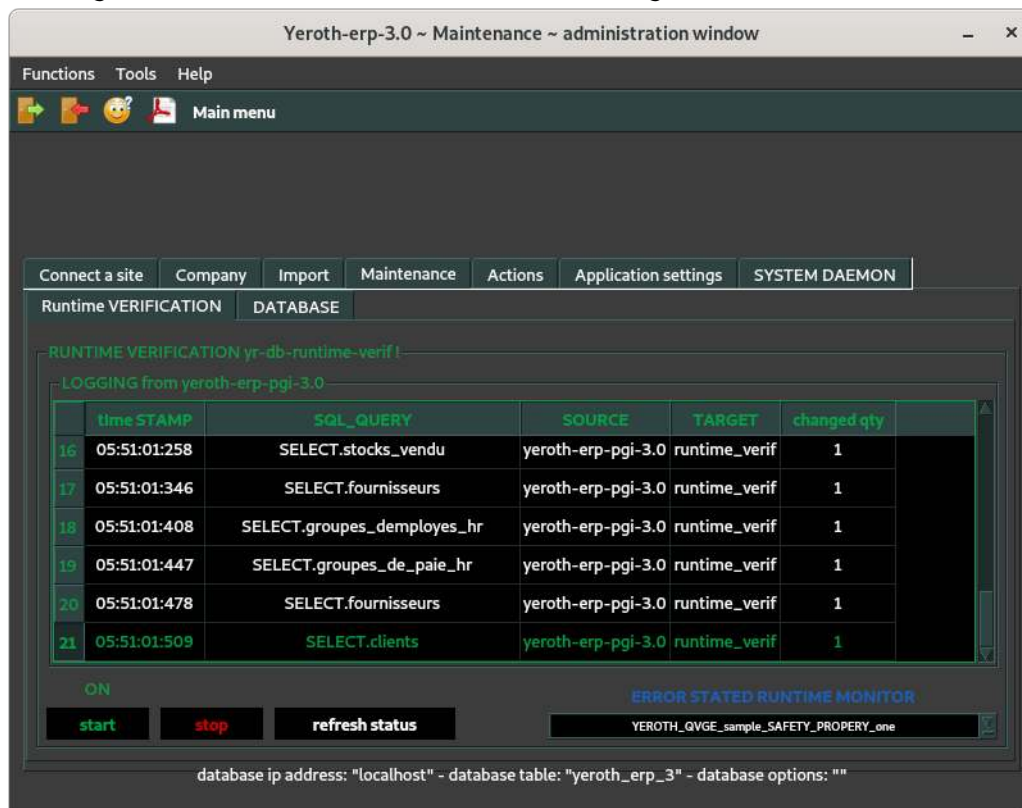 Yeroth-erp-3.0 ~ Maintenance ~ administration window
Functions Tools Help
Main menu
Connect a site Company Import Maintenance Actions Application settings SYSTEM DAEMON
Runtime VERIFICATION DATABASE
RUNTIME VERIFICATION yr-db-runtime-verif !
LOGGING from yeroth-erp-pgi-3.0
time STAMP SQL_QUERY SOURCE TARGET changed qty
16 05:51:01:258 SELECT.stocks_vendu yeroth-erp-pgi-3.0 runtime_verif 1
17 05:51:01:346 SELECT.fournisseurs yeroth-erp-pgi-3.0 runtime_verif 1
18 05:51:01:408 SELECT.groupes_demployes_hr yeroth-erp-pgi-3.0 runtime_verif 1
19 05:51:01:447 SELECT.groupes_de_paie_hr yeroth-erp-pgi-3.0 runtime_verif 1
20 05:51:01:478 SELECT.fournisseurs yeroth-erp-pgi-3.0 runtime_verif 1
21 05:51:01:509 SELECT.clients yeroth-erp-pgi-3.0 runtime_verif 1
ON
ERROR STATED RUNTIME MONITOR
start stop refresh status YEROTH_QVGE_sample_SAFETY_PROPERY_one
database ip address: "localhost" - database table: "yeroth_erp_3" - database options: ""